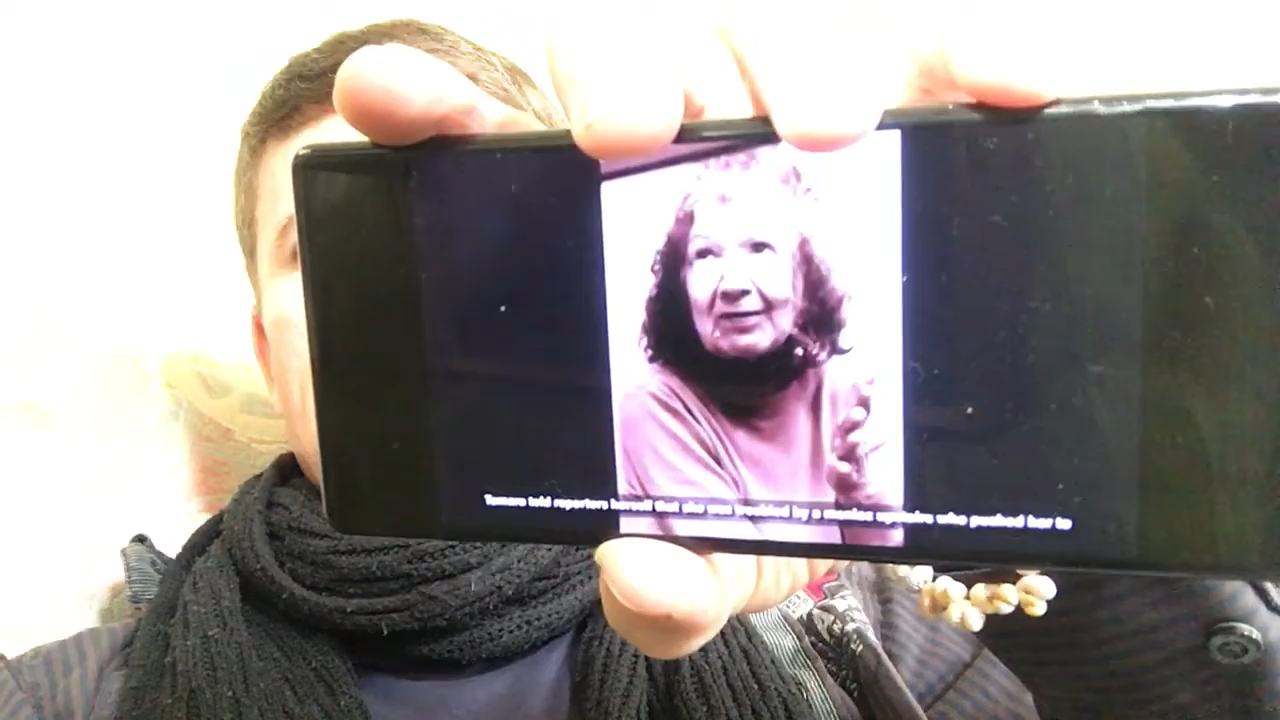 Tamara told reporters herself that she was troubled by a maniac upstairs who pushed her to